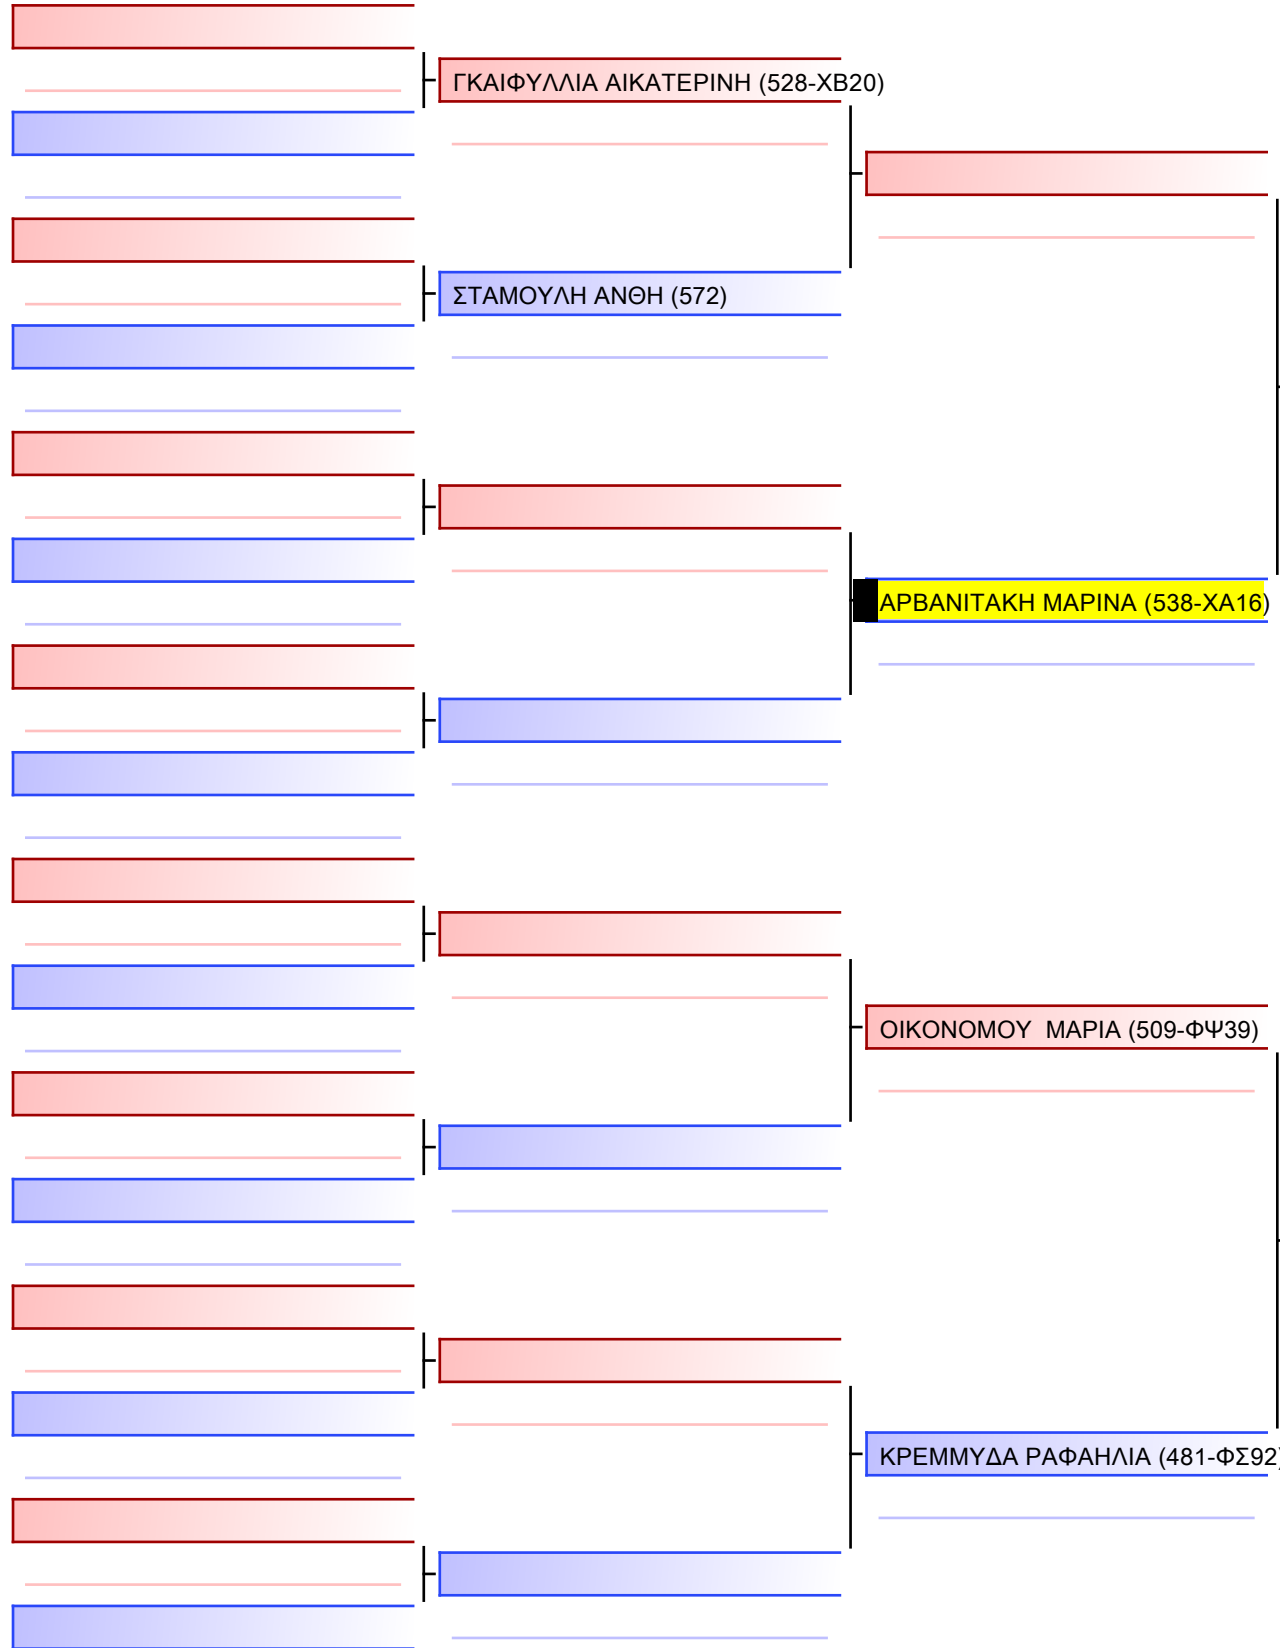 ΓΚΑΙΦΥΛΛΙΑ ΑΙΚΑΤΕΡΙΝΗ (528-ΧΒ20)
ΣΤΑΜΟΥΛΗ ΑΝΘΗ (572)
ΑΡΒΑΝΙΤΑΚΗ ΜΑΡΙΝΑ (538-ΧΑ16)
ΟΙΚΟΝΟΜΟΥ  ΜΑΡΙΑ (509-ΦΨ39)
ΚΡΕΜΜΥΔΑ ΡΑΦΑΗΛΙΑ (481-ΦΣ92)